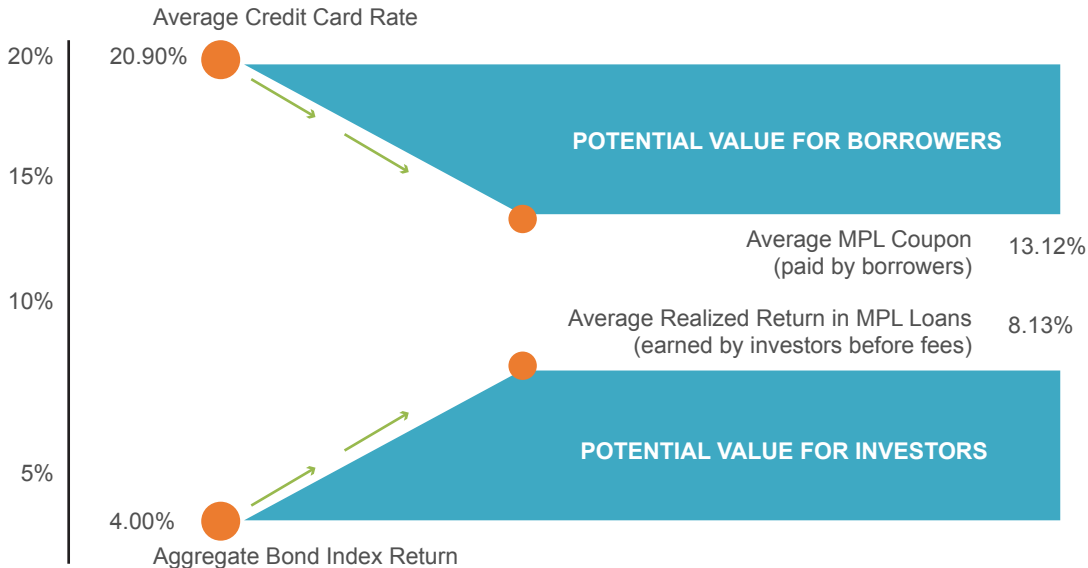 Average Credit Card Rate
20%
20.90%
POTENTIAL VALUE FOR BORROWERS
15%
Average MPL Coupon
(paid by borrowers)
13.12%
10%
Average Realized Return in MPL Loans
(earned by investors before fees)
8.13%
POTENTIAL VALUE FOR INVESTORS
5%
4.00%
Aggregate Bond Index Return